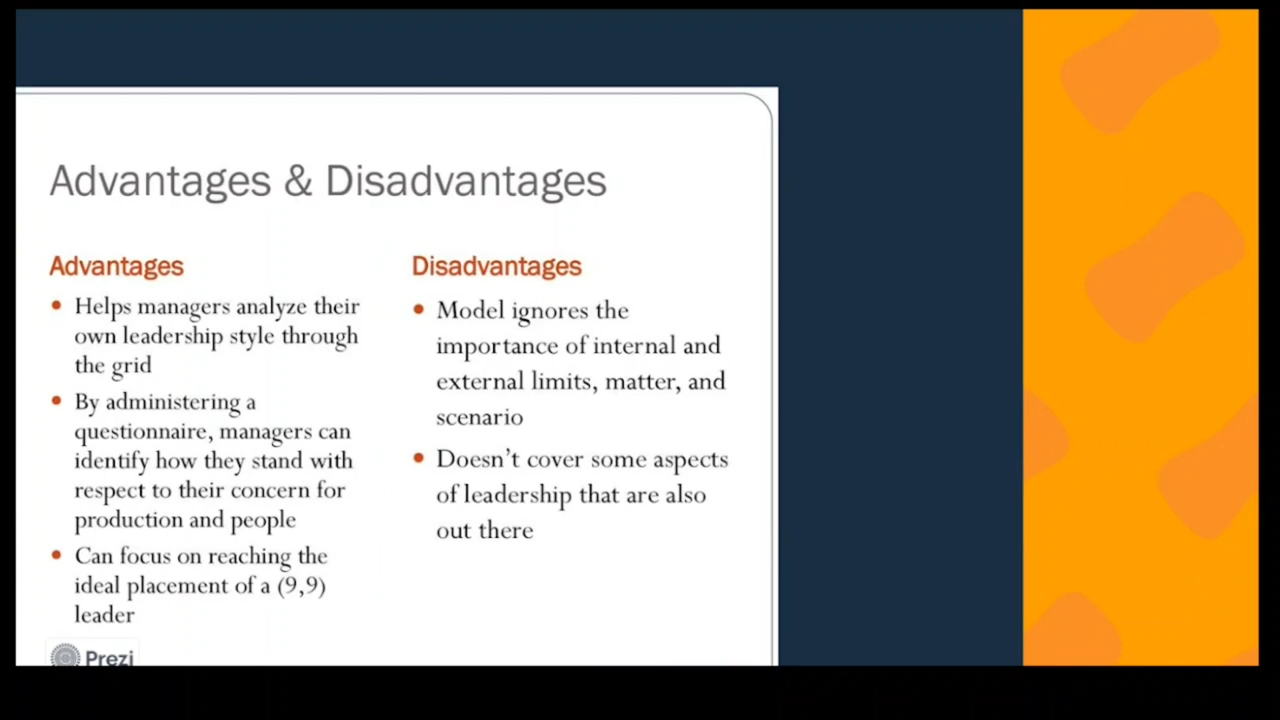 Advantages & Disadvantages
Advantages
Helps managers analyze their
own leadership style through
the grid
By administering a
questionnaire, managers can
identify how they stand with
respect to their concern for
production and people
Can focus on reaching the
ideal placement of a (9,9)
leader
Disadvantages
Model ignores the
importance of internal and
external limits, matter, and
scenario
Doesn't cover some aspects
of leadership that are also
out there
Prezi